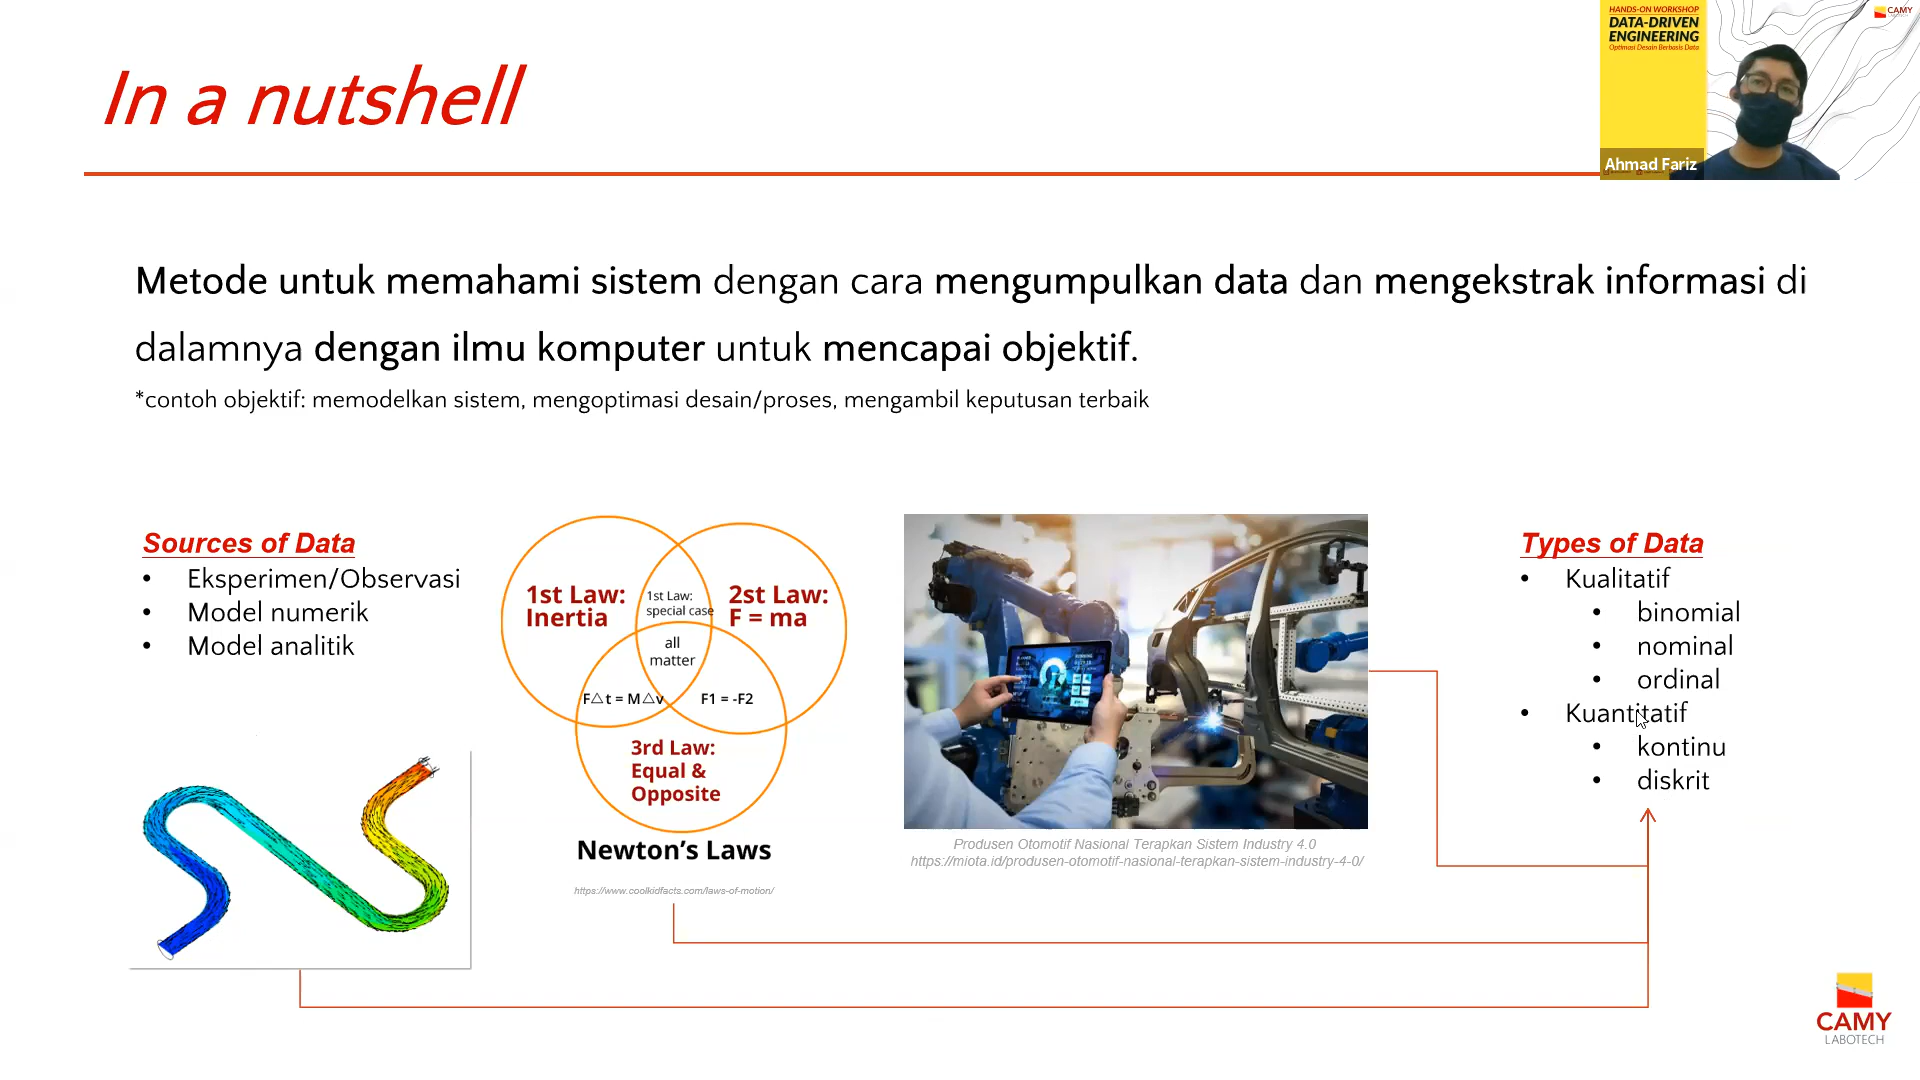 HANDS-ON WORKSHOP
DATA-DRIVEN
ENGINEERING
Optimasi Desain Berbasis Data
CAMY
Ahmad Fariz
In a nutshell
Metode untuk memahami sistem dengan cara mengumpulkan data dan mengekstrak informasi di
dalamnya dengan ilmu komputer untuk mencapai objektif.
*contoh objektif: memodelkan sistem, mengoptimasi desain/proses, mengambil keputusan terbaik
Sources of Data
• Eksperimen/Observasi
• Model numerik
• Model analitik
1st Law:
Inertia
1st Law:
special case
2st Law:
F = ma
all
matter
F△t = M△v
F1 = -F2
3rd Law:
Equal &
Opposite
Newton's Laws
https://www.coolkidfacts.com/laws-of-motion/
Produsen Otomotif Nasional Terapkan Sistem Industry 4.0
https://miota.id/produsen-otomotif-nasional-terapkan-sistem-industry-4-0/
Types of Data
• Kualitatif
• binomial
• nominal
• ordinal
• Kuantitatif
• kontinu
• diskrit
CAMY
LABOTECH